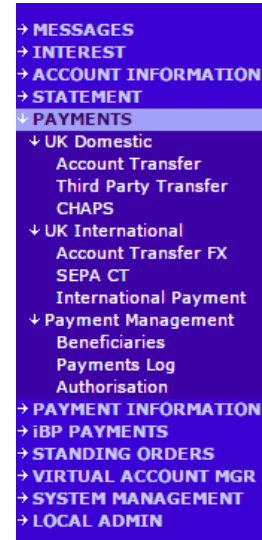 → MESSAGES
→ INTEREST
→ ACCOUNT INFORMATION
→ STATEMENT
↓ PAYMENTS
↓ UK Domestic
Account Transfer
Third Party Transfer
CHAPS
↓ UK International
Account Transfer FX
SEPA CT
International Payment
↓ Payment Management
Beneficiaries
Payments Log
Authorisation
→ PAYMENT INFORMATION
→ iBP PAYMENTS
→ STANDING ORDERS
→ VIRTUAL ACCOUNT MGR
→ SYSTEM MANAGEMENT
→ LOCAL ADMIN